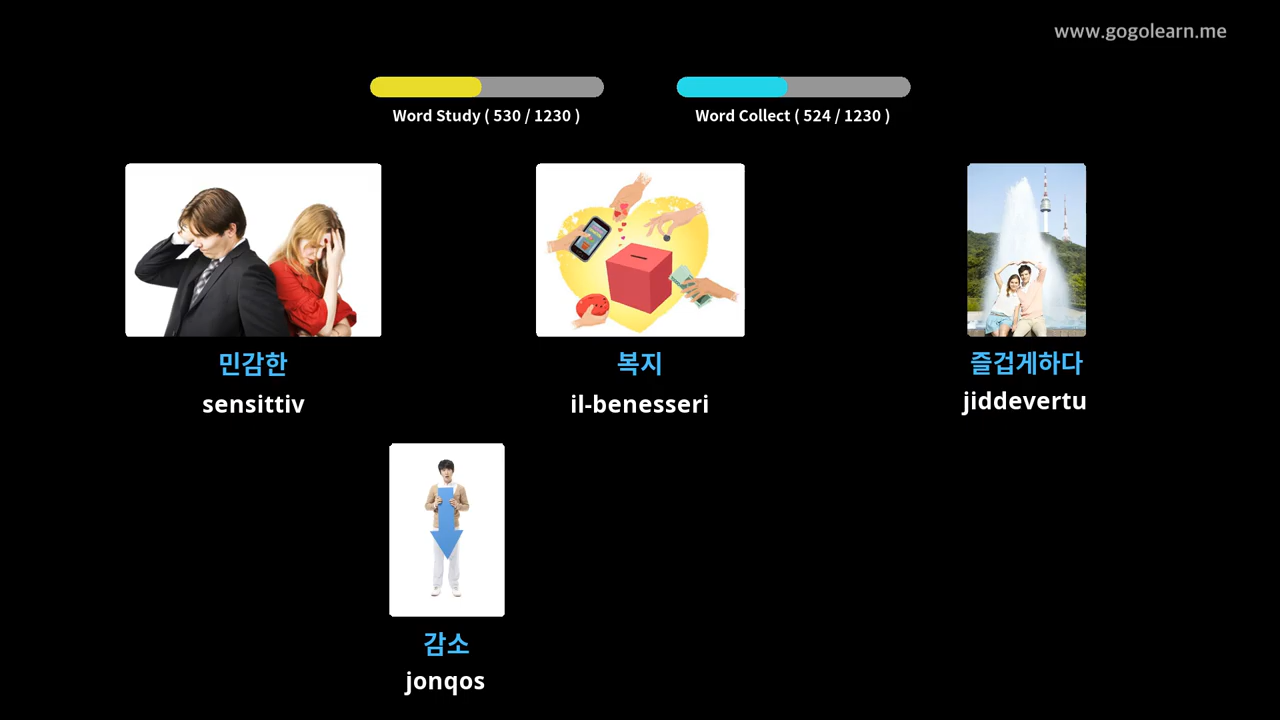 www.gogolearn.me
Word Study ( 530 / 1230 )
Word Collect ( 524 / 1230 )
민감한
sensittiv
복지
il-benesseri
즐겁게하다
jiddevertu
감소
jonqos